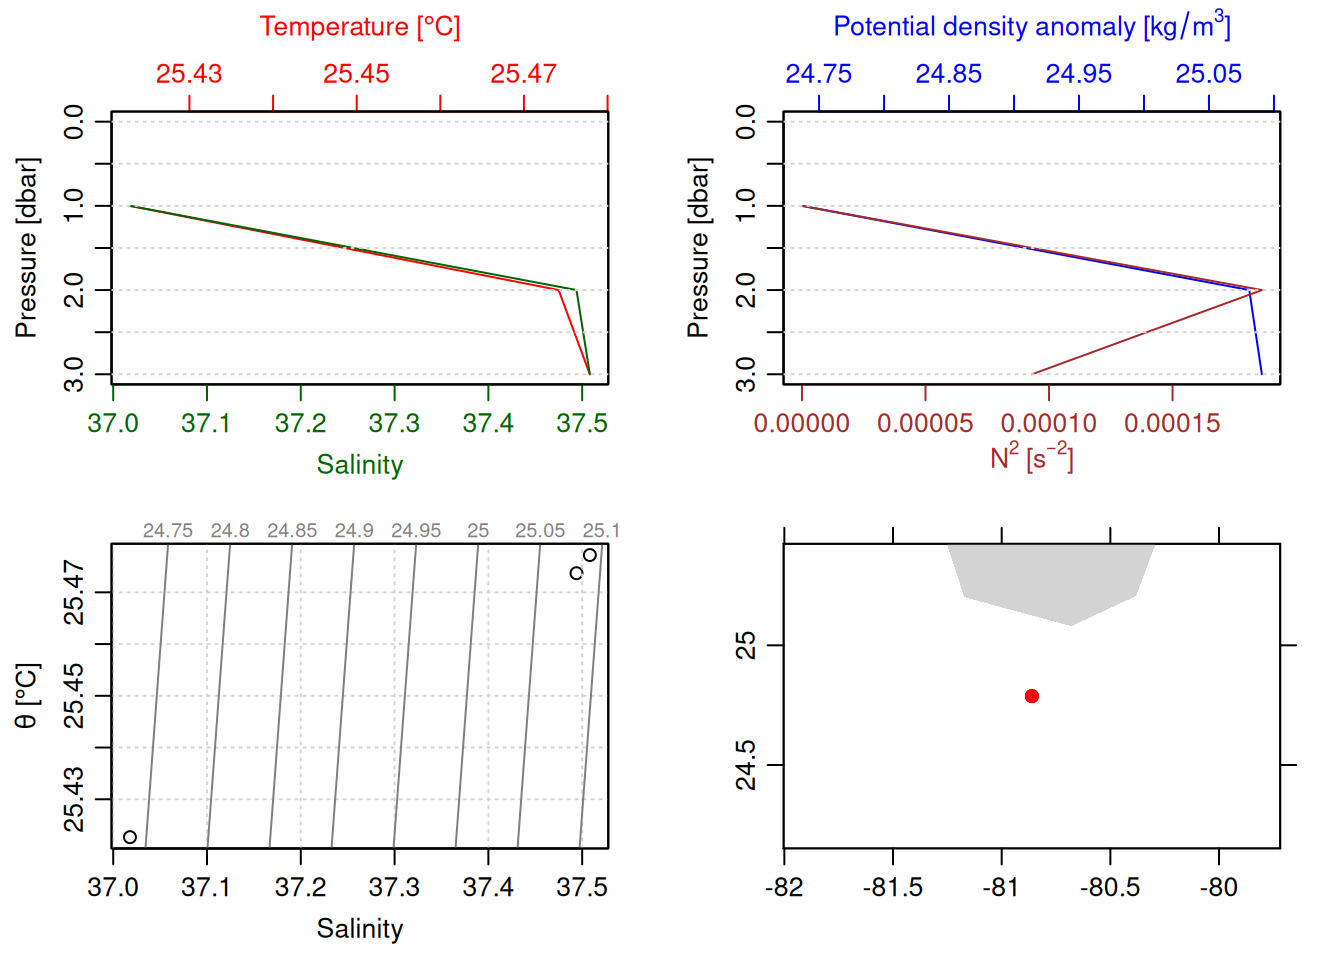 Temperature [°C]
25.43 25.45 25.47
Pressure [dbar]
0.0 1.0 2.0 3.0
37.0 37.1 37.2 37.3 37.4 37.5
Salinity
Potential density anomaly [kg/m³]
24.75 24.85 24.95 25.05
Pressure [dbar]
0.0 1.0 2.0 3.0
0.00000 0.00005 0.00010 0.00015
N² [s⁻²]
24.75 24.8 24.85 24.9 24.95 25 25.05 25.1
θ [°C]
25.47 25.45 25.43
37.0 37.1 37.2 37.3 37.4 37.5
Salinity
25
24.5
-82 -81.5 -81 -80.5 -80